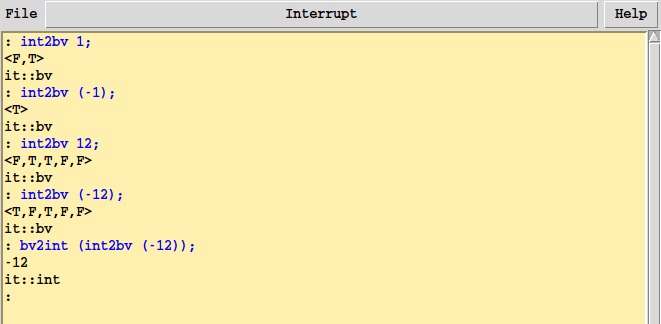 File Interrupt Help
: int2bv 1;
<F,T>
it::bv
: int2bv (-1);
<T>
it::bv
: int2bv 12;
<F,T,T,F,F>
it::bv
: int2bv (-12);
<T,F,T,F,F>
it::bv
: bv2int (int2bv (-12));
-12
it::int
: